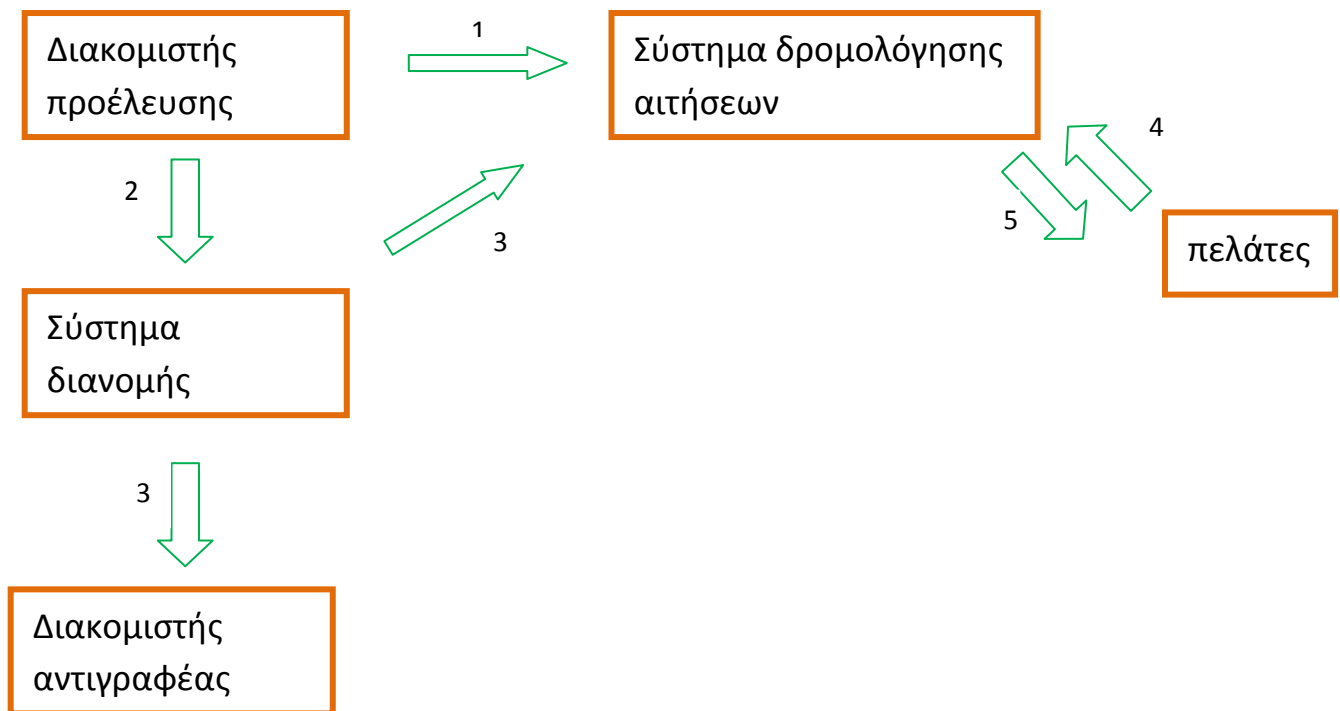 Διακομιστής
προέλευσης
1
Σύστημα δρομολόγησης
αιτήσεων
4
2
3
5
πελάτες
Σύστημα
διανομής
3
Διακομιστής
αντιγραφέας